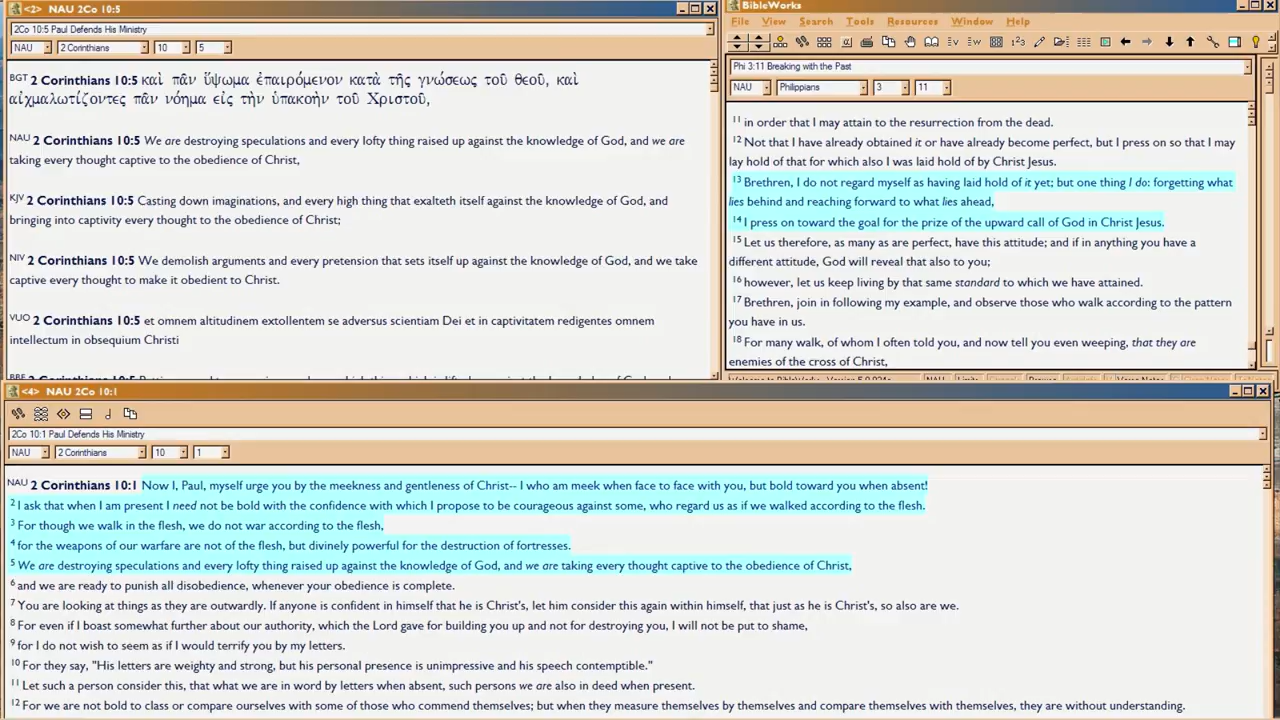 <2> NAU 2Co 10:5
2Co 10:5 Paul Defends His Ministry
NAU 2 Corinthians 10 5
BGT 2 Corinthians 10:5 καὶ πᾶν ὕψωμα ἐπαιρόμενον κατὰ τῆς γνώσεως τοῦ θεοῦ, καὶ
αἰχμαλωτίζοντες πᾶν νόημα εἰς τὴν ὑπακοὴν τοῦ Χριστοῦ,
NAU 2 Corinthians 10:5 We are destroying speculations and every lofty thing raised up against the knowledge of God, and we are
taking every thought captive to the obedience of Christ,
KJV 2 Corinthians 10:5 Casting down imaginations, and every high thing that exalteth itself against the knowledge of God, and
bringing into captivity every thought to the obedience of Christ;
NIV 2 Corinthians 10:5 We demolish arguments and every pretension that sets itself up against the knowledge of God, and we take
captive every thought to make it obedient to Christ.
VUO 2 Corinthians 10:5 et omnem altitudinem extollentem se adversus scientiam Dei et in captivitatem redigentes omnem
intellectum in obsequium Christi
BBE 2 Corinthians 10:5
BibleWorks
File View Search Tools Resources Window Help
Phi 3:11 Breaking with the Past
NAU Philippians 3 11
11 in order that I may attain to the resurrection from the dead.
12 Not that I have already obtained it or have already become perfect, but I press on so that I may
lay hold of that for which also I was laid hold of by Christ Jesus.
13 Brethren, I do not regard myself as having laid hold of it yet; but one thing I do: forgetting what
lies behind and reaching forward to what lies ahead,
14 I press on toward the goal for the prize of the upward call of God in Christ Jesus.
15 Let us therefore, as many as are perfect, have this attitude; and if in anything you have a
different attitude, God will reveal that also to you;
16 however, let us keep living by that same standard to which we have attained.
17 Brethren, join in following my example, and observe those who walk according to the pattern
you have in us.
18 For many walk, of whom I often told you, and now tell you even weeping, that they are
enemies of the cross of Christ,
<4> NAU 2Co 10:1
2Co 10:1 Paul Defends His Ministry
NAU 2 Corinthians 10 1
NAU 2 Corinthians 10:1 Now I, Paul, myself urge you by the meekness and gentleness of Christ-- I who am meek when face to face with you, but bold toward you when absent!
2 I ask that when I am present I need not be bold with the confidence with which I propose to be courageous against some, who regard us as if we walked according to the flesh.
3 For though we walk in the flesh, we do not war according to the flesh,
4 for the weapons of our warfare are not of the flesh, but divinely powerful for the destruction of fortresses.
5 We are destroying speculations and every lofty thing raised up against the knowledge of God, and we are taking every thought captive to the obedience of Christ,
6 and we are ready to punish all disobedience, whenever your obedience is complete.
7 You are looking at things as they are outwardly. If anyone is confident in himself that he is Christ's, let him consider this again within himself, that just as he is Christ's, so also are we.
8 For even if I boast somewhat further about our authority, which the Lord gave for building you up and not for destroying you, I will not be put to shame,
9 for I do not wish to seem as if I would terrify you by my letters.
10 For they say, "His letters are weighty and strong, but his personal presence is unimpressive and his speech contemptible."
11 Let such a person consider this, that what we are in word by letters when absent, such persons we are also in deed when present.
12 For we are not bold to class or compare ourselves with some of those who commend themselves; but when they measure themselves by themselves and compare themselves with themselves, they are without understanding.